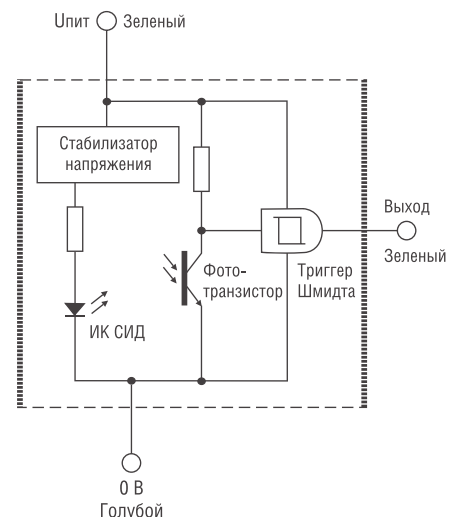 Uпит Зеленый
Стабилизатор
напряжения
Выход
Зеленый
Фото-
транзистор
Триггер
Шмидта
ИК СИД
0 В
Голубой